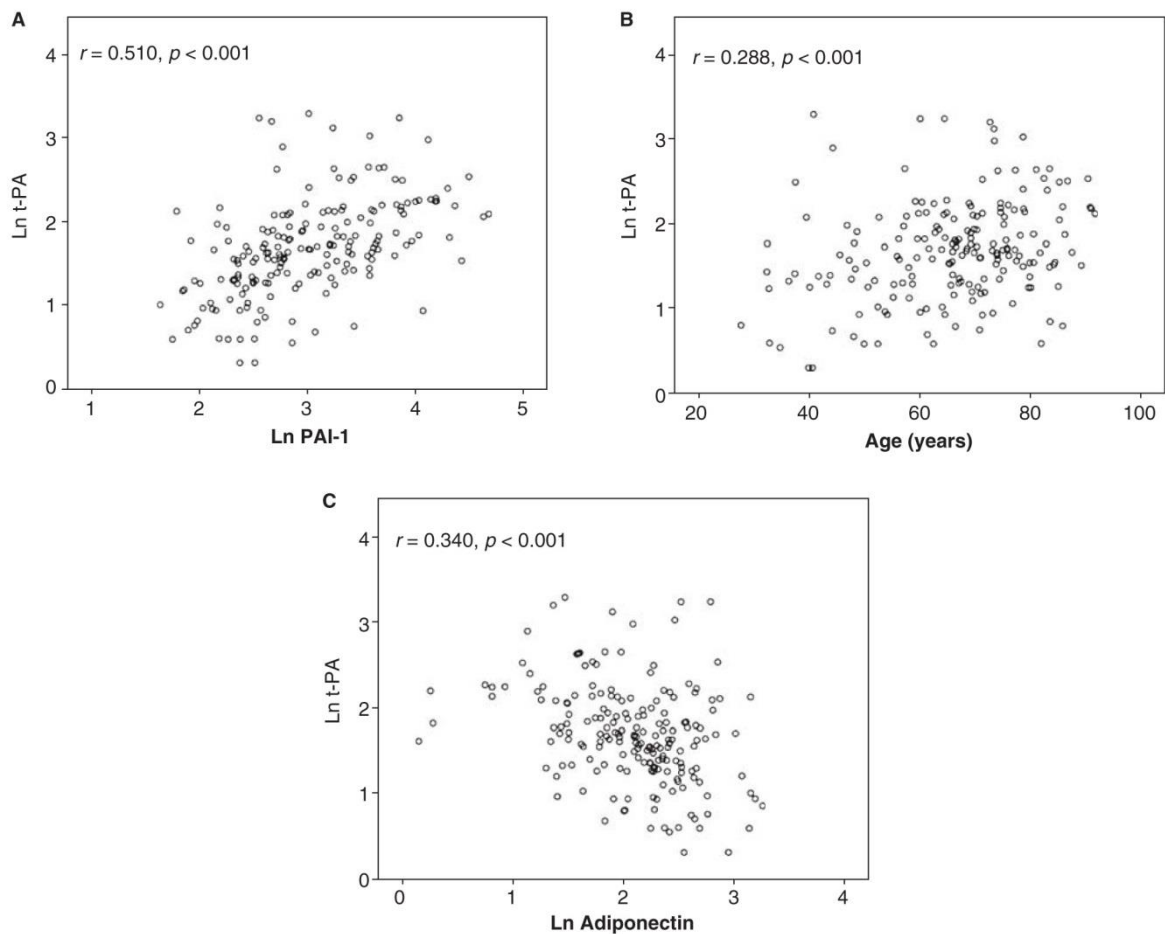 A
r = 0.510, p < 0.001
4
3
2
1
0
Ln t-PA
1 2 3 4 5
Ln PAI-1
B
r = 0.288, p < 0.001
4
3
2
1
0
Ln t-PA
20 40 60 80 100
Age (years)
C
r = 0.340, p < 0.001
4
3
2
1
0
Ln t-PA
0 1 2 3 4
Ln Adiponectin